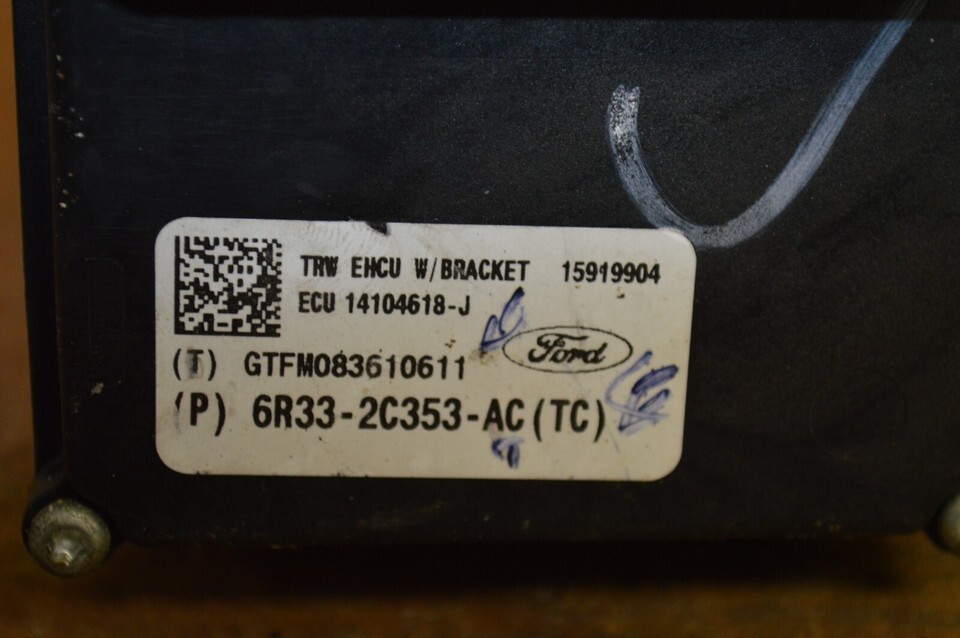 TRW EHCU W/BRACKET 15919904
ECU 14104618-J
Ford
(T) GTFM083610611
(P) 6R33-2C353-AC(TC)